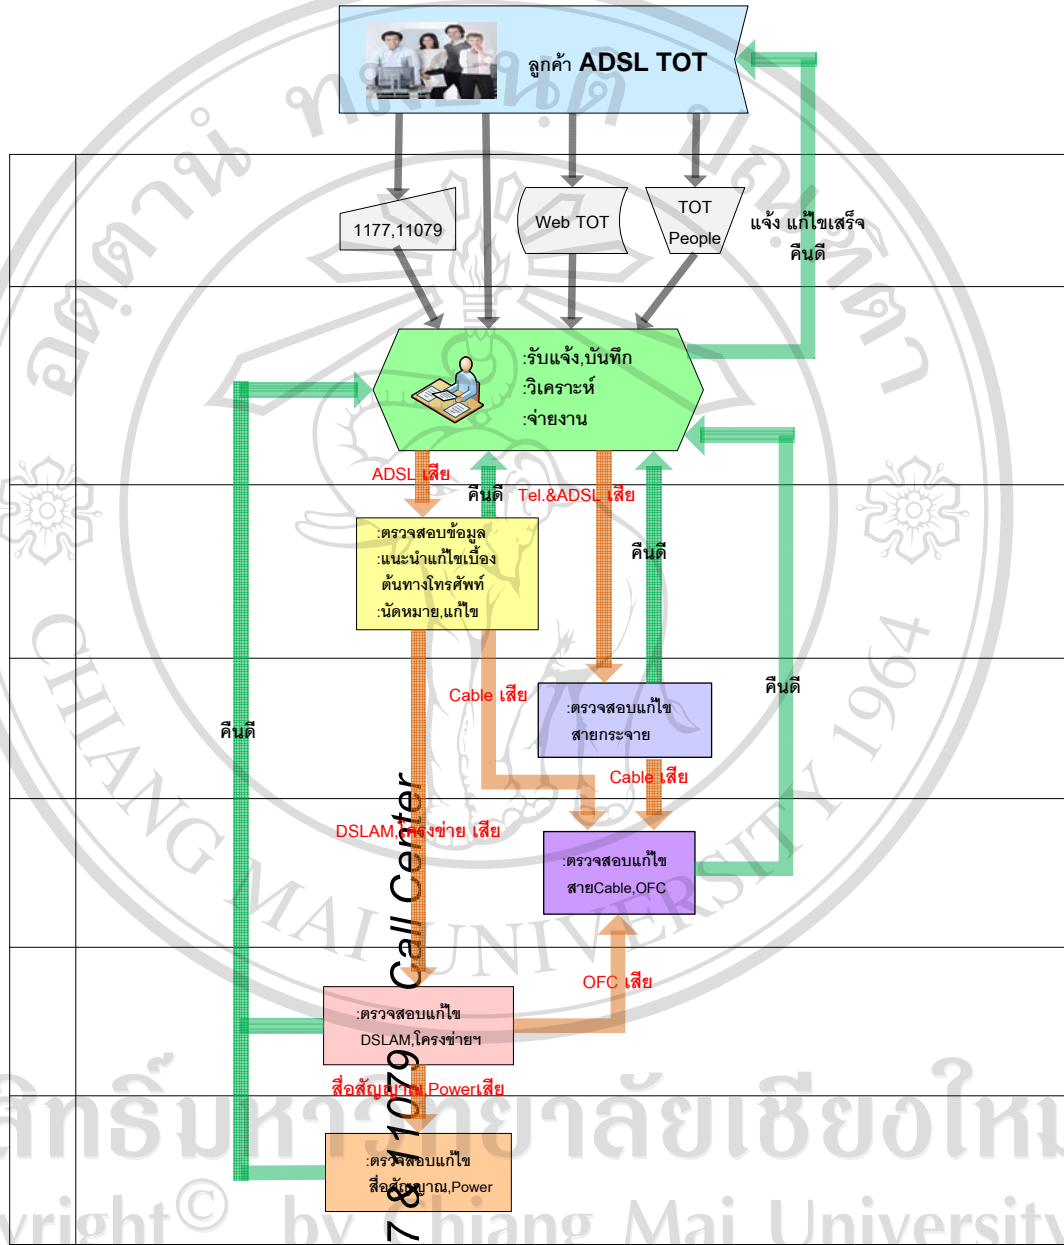 ลูกค้า ADSL TOT
1177,11079
Web TOT
TOT
People
แจ้ง แก้ไขเสร็จ
คืนดี
:รับแจ้ง,บันทึก
:วิเคราะห์
:จ่ายงาน
ADSL เสีย
คืนดี
Tel.&ADSL เสีย
:ตรวจสอบข้อมูล
:แนะนำแก้ไขเบื้อง
ต้นทางโทรศัพท์
:นัดหมาย,แก้ไข
คืนดี
Cable เสีย
:ตรวจสอบแก้ไข
สายกระจาย
คืนดี
คืนดี
Cable เสีย
DSLAM,โครงข่าย เสีย
:ตรวจสอบแก้ไข
สายCable,OFC
OFC เสีย
:ตรวจสอบแก้ไข
DSLAM,โครงข่ายฯ
สื่อสัญญาณ,Powerเสีย
:ตรวจสอบแก้ไข
สื่อสัญญาณ,Power
7 & 11079 Call Center
CHIANG MAI UNIVERSITY 1964
สิทธิ์มหาวิทยาลัยเชียงใหม
yright© by Chiang Mai University